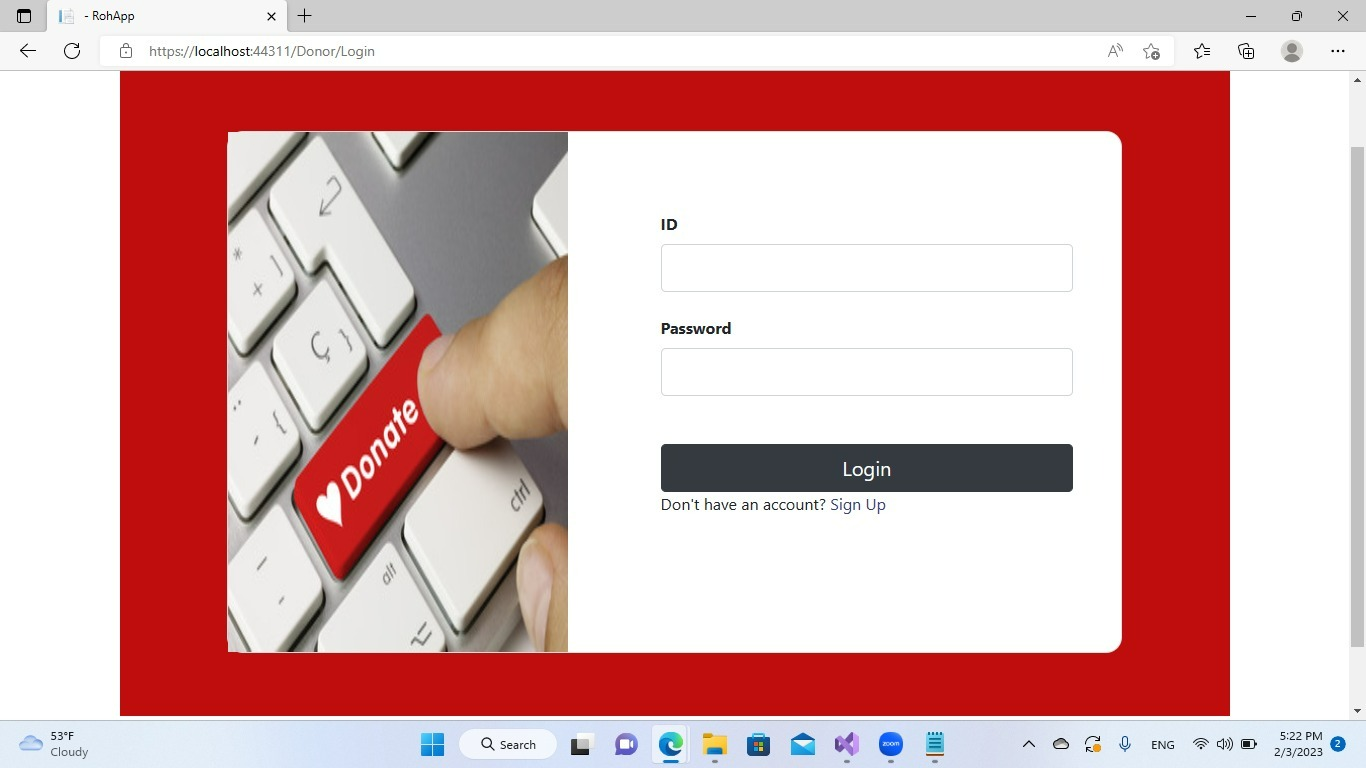 - RohApp
https://localhost:44311/Donor/Login
ID
Password
Login
Don't have an account? Sign Up
* ]
+
Ç }
¨ {
-
Donate
ctrl
alt
-
-
53°F
Cloudy
Search
zoom
ENG
5:22 PM
2/3/2023
2